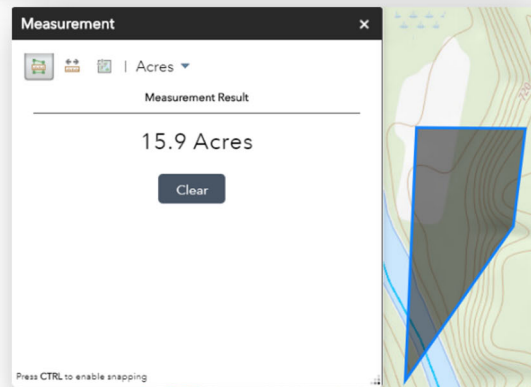 Measurement
Acres
Measurement Result
15.9 Acres
Clear
Press CTRL to enable snapping